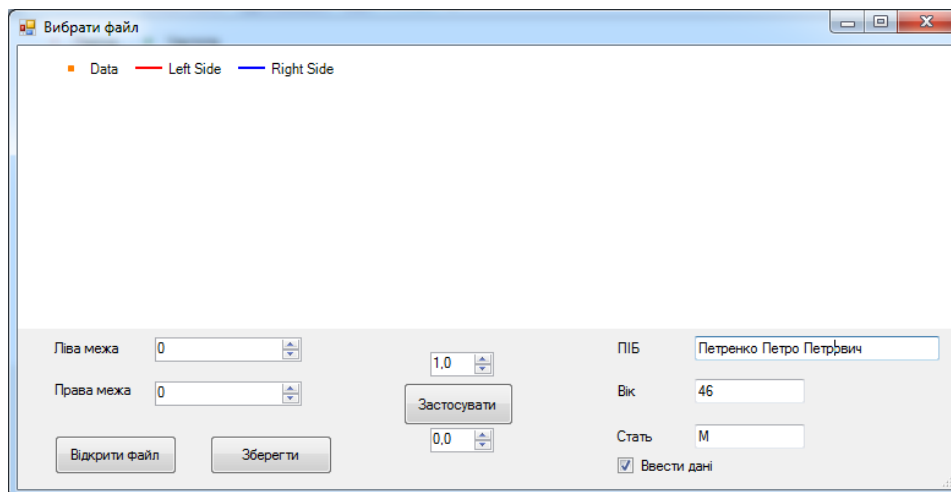 Вибрати файл
Data Left Side Right Side
Ліва межа 0
1,0
ПІБ Петренко Петро Петрович
Права межа 0
Застосувати
Вік 46
0,0
Стать М
Відкрити файл Зберегти
Ввести дані